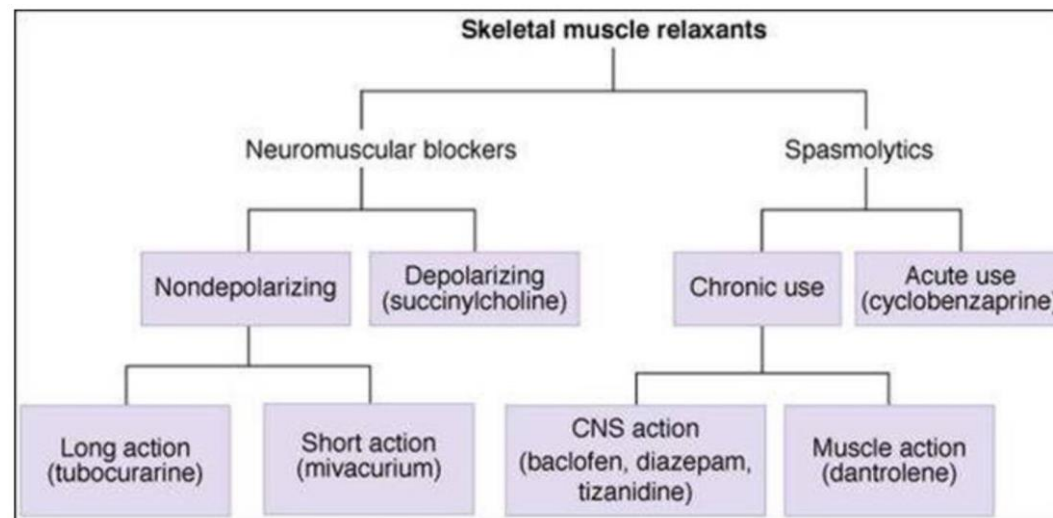 Skeletal muscle relaxants
Neuromuscular blockers
Spasmolytics
Nondepolarizing
Depolarizing
(succinylcholine)
Chronic use
Acute use
(cyclobenzaprine)
Long action
(tubocurarine)
Short action
(mivacurium)
CNS action
(baclofen, diazepam,
tizanidine)
Muscle action
(dantrolene)